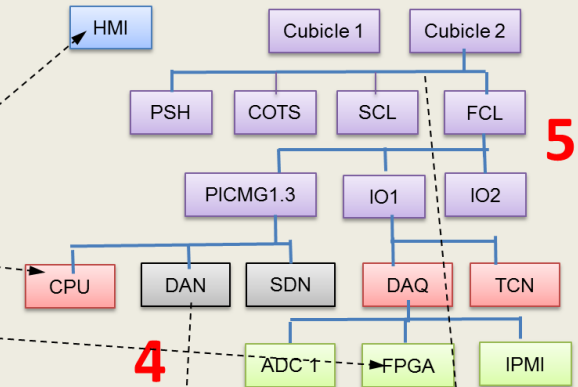 HMI
Cubicle 1
Cubicle 2
PSH
COTS
SCL
FCL
5
PICMG1.3
IO1
IO2
CPU
DAN
SDN
DAQ
TCN
4
ADC 1
FPGA
IPMI